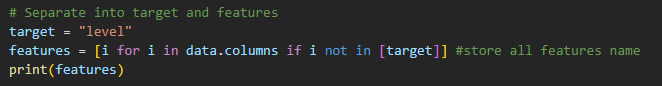 # Separate into target and features
target = "level"
features = [i for i in data.columns if i not in [target]] #store all features name
print(features)